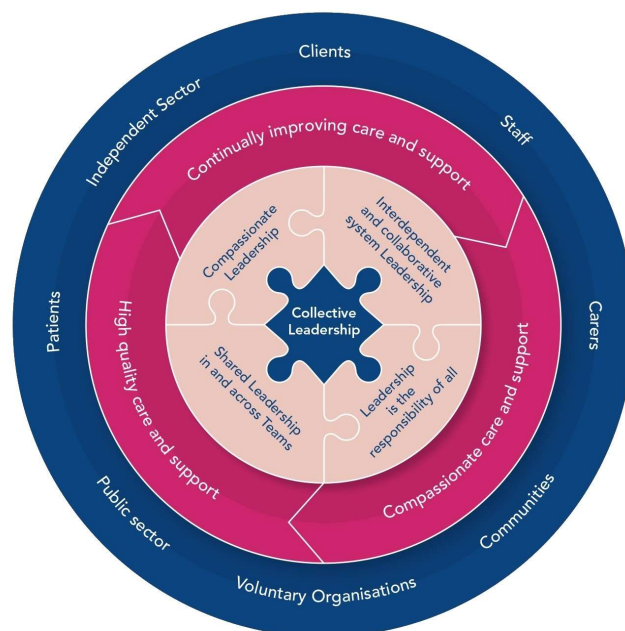 Clients
Staff
Carers
Communities
Voluntary Organisations
Public sector
Patients
Independent Sector
Continually improving care and support
Compassionate care and support
High quality care and support
Compassionate
Leadership
Interdependent
and collaborative
system Leadership
Leadership
is the
responsibility of all
Shared Leadership
in and across Teams
Collective
Leadership